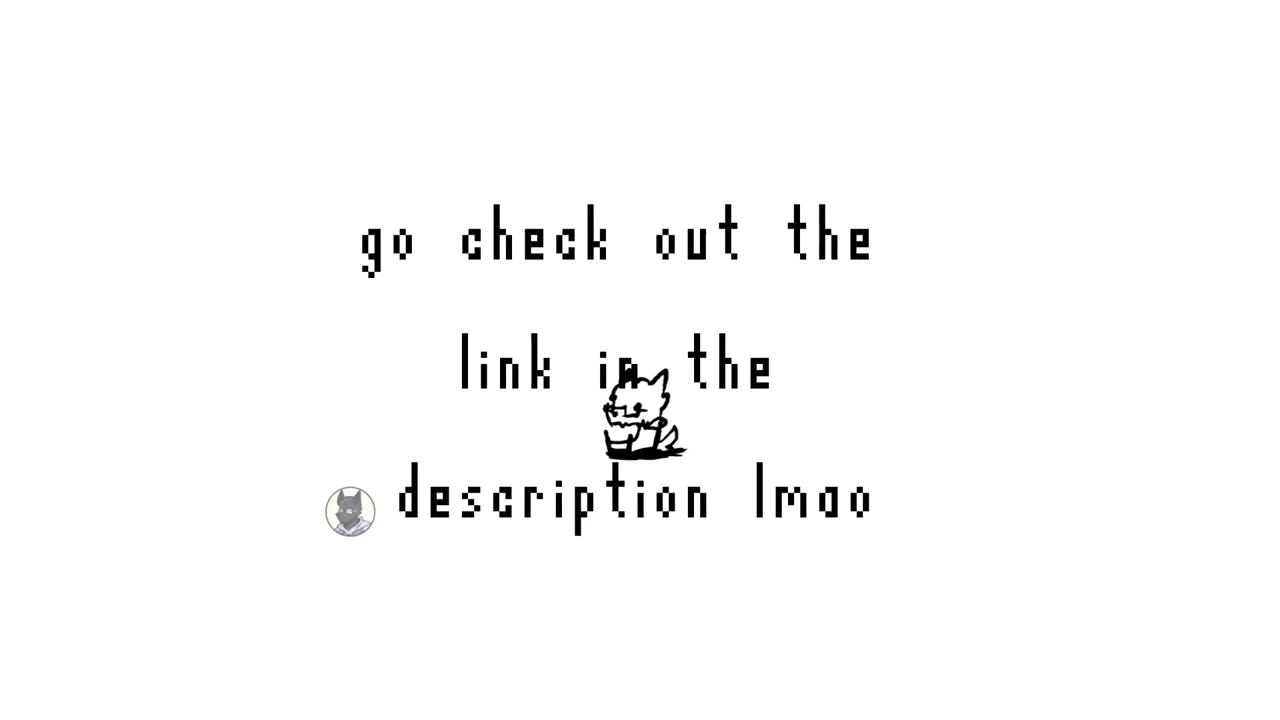 go check out the
link in the
description lmao